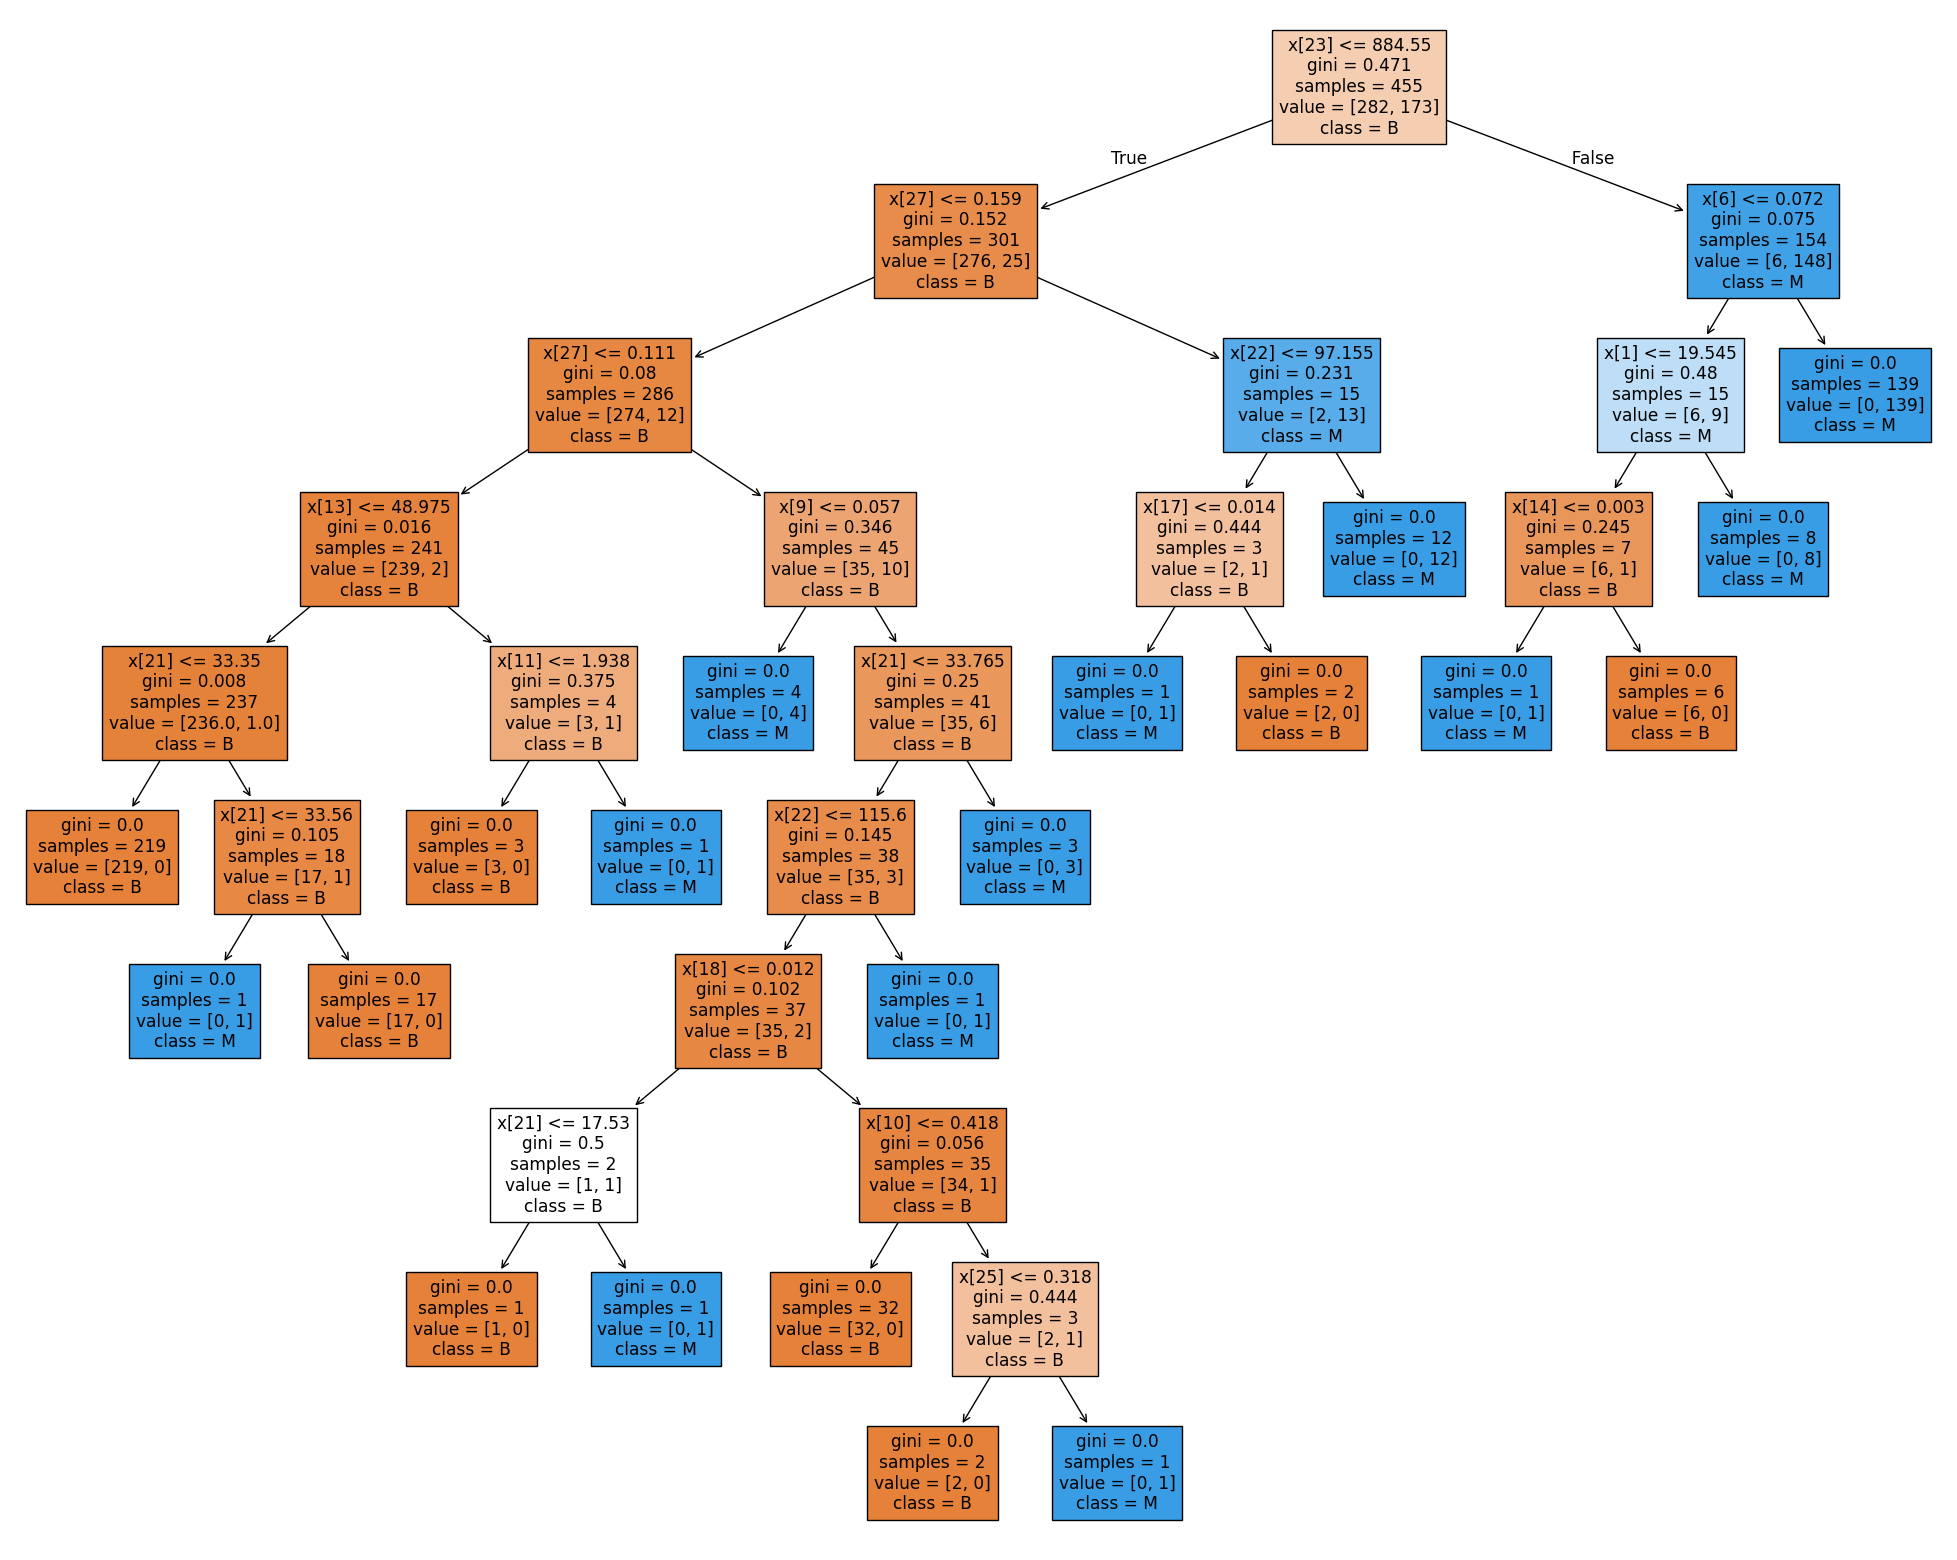 x[23] <= 884.55
gini = 0.471
samples = 455
value = [282, 173]
class = B
True
False
x[27] <= 0.159
gini = 0.152
samples = 301
value = [276, 25]
class = B
x[6] <= 0.072
gini = 0.075
samples = 154
value = [6, 148]
class = M
x[27] <= 0.111
gini = 0.08
samples = 286
value = [274, 12]
class = B
x[22] <= 97.155
gini = 0.231
samples = 15
value = [2, 13]
class = M
x[1] <= 19.545
gini = 0.48
samples = 15
value = [6, 9]
class = M
gini = 0.0
samples = 139
value = [0, 139]
class = M
x[13] <= 48.975
gini = 0.016
samples = 241
value = [239, 2]
class = B
x[9] <= 0.057
gini = 0.346
samples = 45
value = [35, 10]
class = B
x[17] <= 0.014
gini = 0.444
samples = 3
value = [2, 1]
class = B
gini = 0.0
samples = 12
value = [0, 12]
class = M
x[14] <= 0.003
gini = 0.245
samples = 7
value = [6, 1]
class = B
gini = 0.0
samples = 8
value = [0, 8]
class = M
x[21] <= 33.35
gini = 0.008
samples = 237
value = [236.0, 1.0]
class = B
x[11] <= 1.938
gini = 0.375
samples = 4
value = [3, 1]
class = B
gini = 0.0
samples = 4
value = [0, 4]
class = M
x[21] <= 33.765
gini = 0.25
samples = 41
value = [35, 6]
class = B
gini = 0.0
samples = 1
value = [0, 1]
class = M
gini = 0.0
samples = 2
value = [2, 0]
class = B
gini = 0.0
samples = 1
value = [0, 1]
class = M
gini = 0.0
samples = 6
value = [6, 0]
class = B
gini = 0.0
samples = 219
value = [219, 0]
class = B
x[21] <= 33.56
gini = 0.105
samples = 18
value = [17, 1]
class = B
gini = 0.0
samples = 3
value = [3, 0]
class = B
gini = 0.0
samples = 1
value = [0, 1]
class = M
x[22] <= 115.6
gini = 0.145
samples = 38
value = [35, 3]
class = B
gini = 0.0
samples = 3
value = [0, 3]
class = M
gini = 0.0
samples = 1
value = [0, 1]
class = M
gini = 0.0
samples = 17
value = [17, 0]
class = B
x[18] <= 0.012
gini = 0.102
samples = 37
value = [35, 2]
class = B
gini = 0.0
samples = 1
value = [0, 1]
class = M
x[21] <= 17.53
gini = 0.5
samples = 2
value = [1, 1]
class = B
x[10] <= 0.418
gini = 0.056
samples = 35
value = [34, 1]
class = B
gini = 0.0
samples = 1
value = [1, 0]
class = B
gini = 0.0
samples = 1
value = [0, 1]
class = M
gini = 0.0
samples = 32
value = [32, 0]
class = B
x[25] <= 0.318
gini = 0.444
samples = 3
value = [2, 1]
class = B
gini = 0.0
samples = 2
value = [2, 0]
class = B
gini = 0.0
samples = 1
value = [0, 1]
class = M